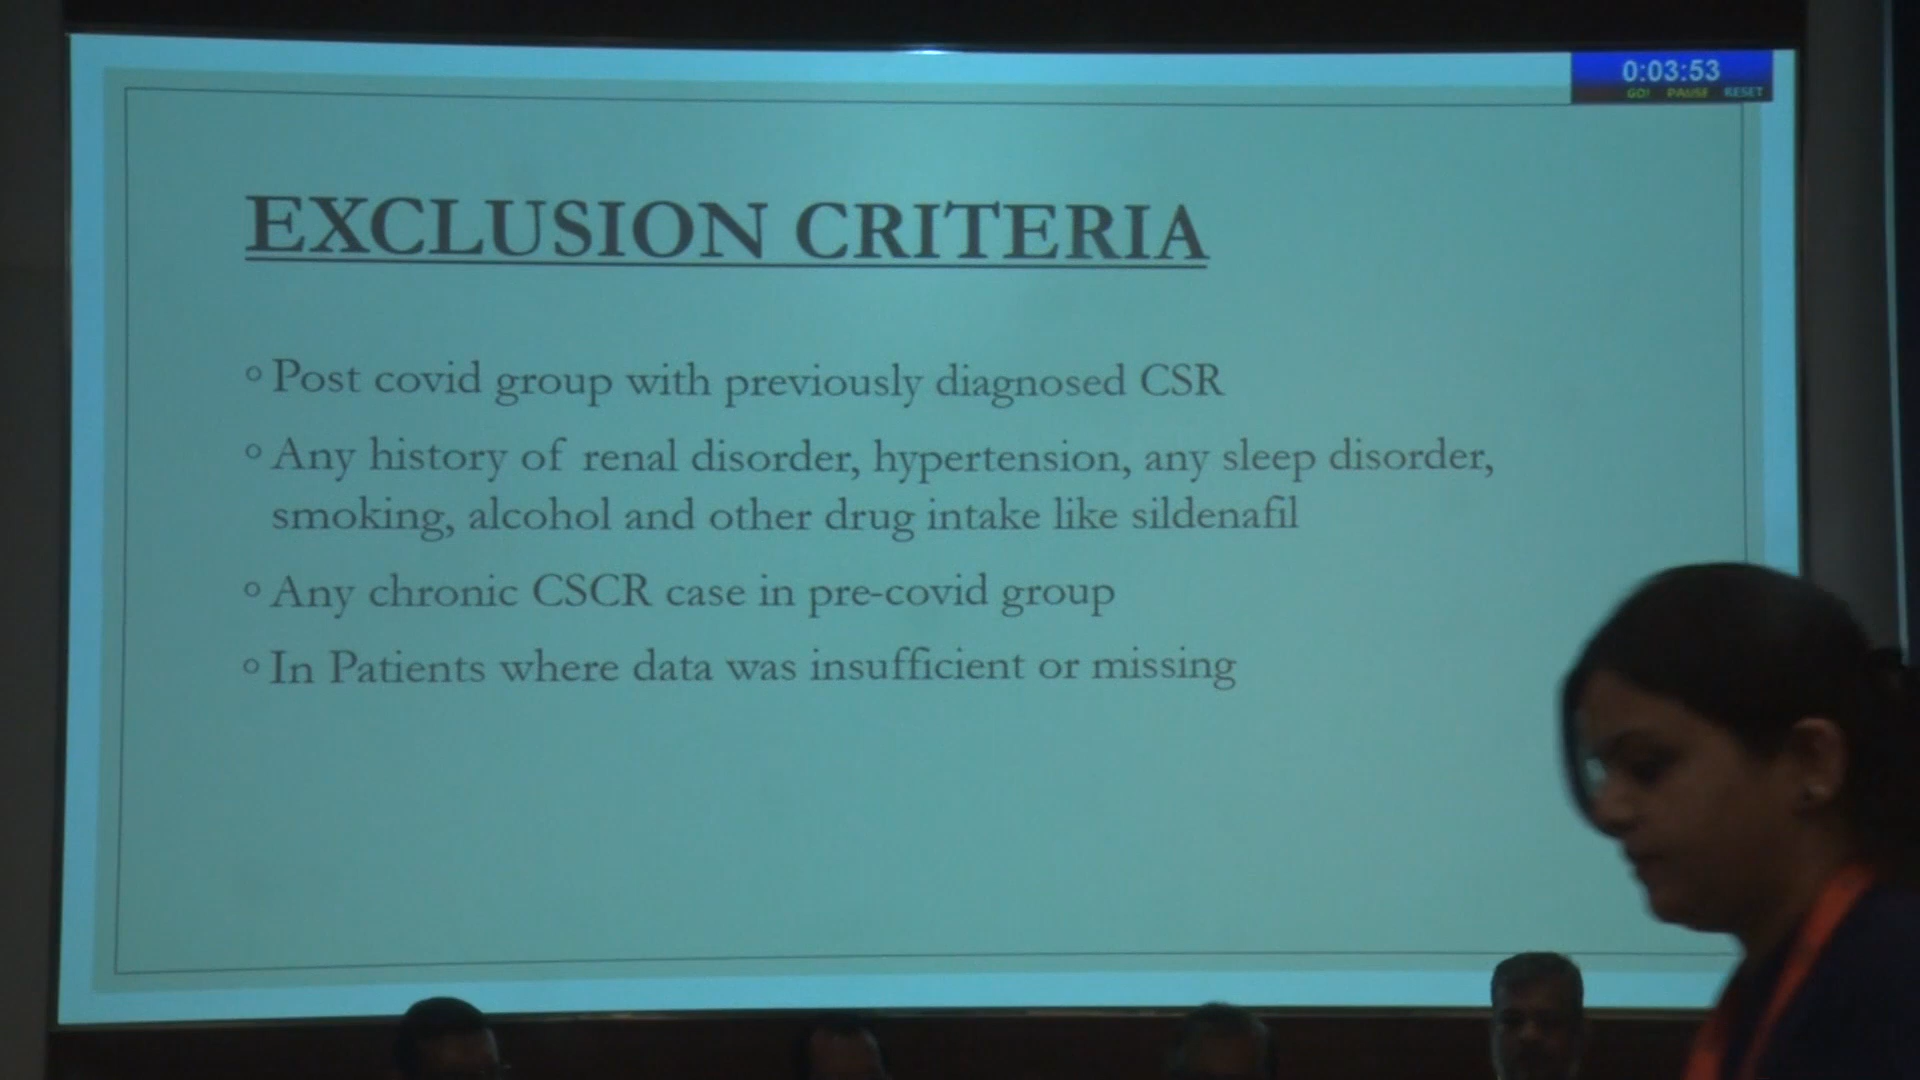 0:03:53
GO! PAUSE RESET
EXCLUSION CRITERIA
◦ Post covid group with previously diagnosed CSR
◦ Any history of renal disorder, hypertension, any sleep disorder,
smoking, alcohol and other drug intake like sildenafil
◦ Any chronic CSCR case in pre-covid group
◦ In Patients where data was insufficient or missing